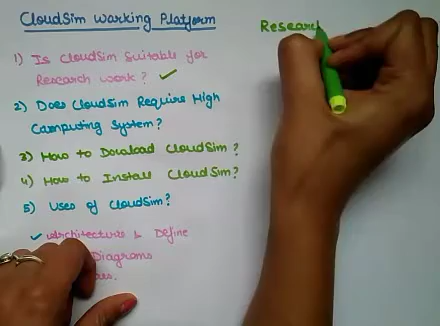 CloudSim Working Platform
1) Is CloudSim Suitable for
Research work? ✓
2) Does CloudSim Require High
Computing System?
3) How to Download CloudSim?
4) How to Install CloudSim?
5) Uses of CloudSim?
✓ Architecture & Define
Diagrams
Research